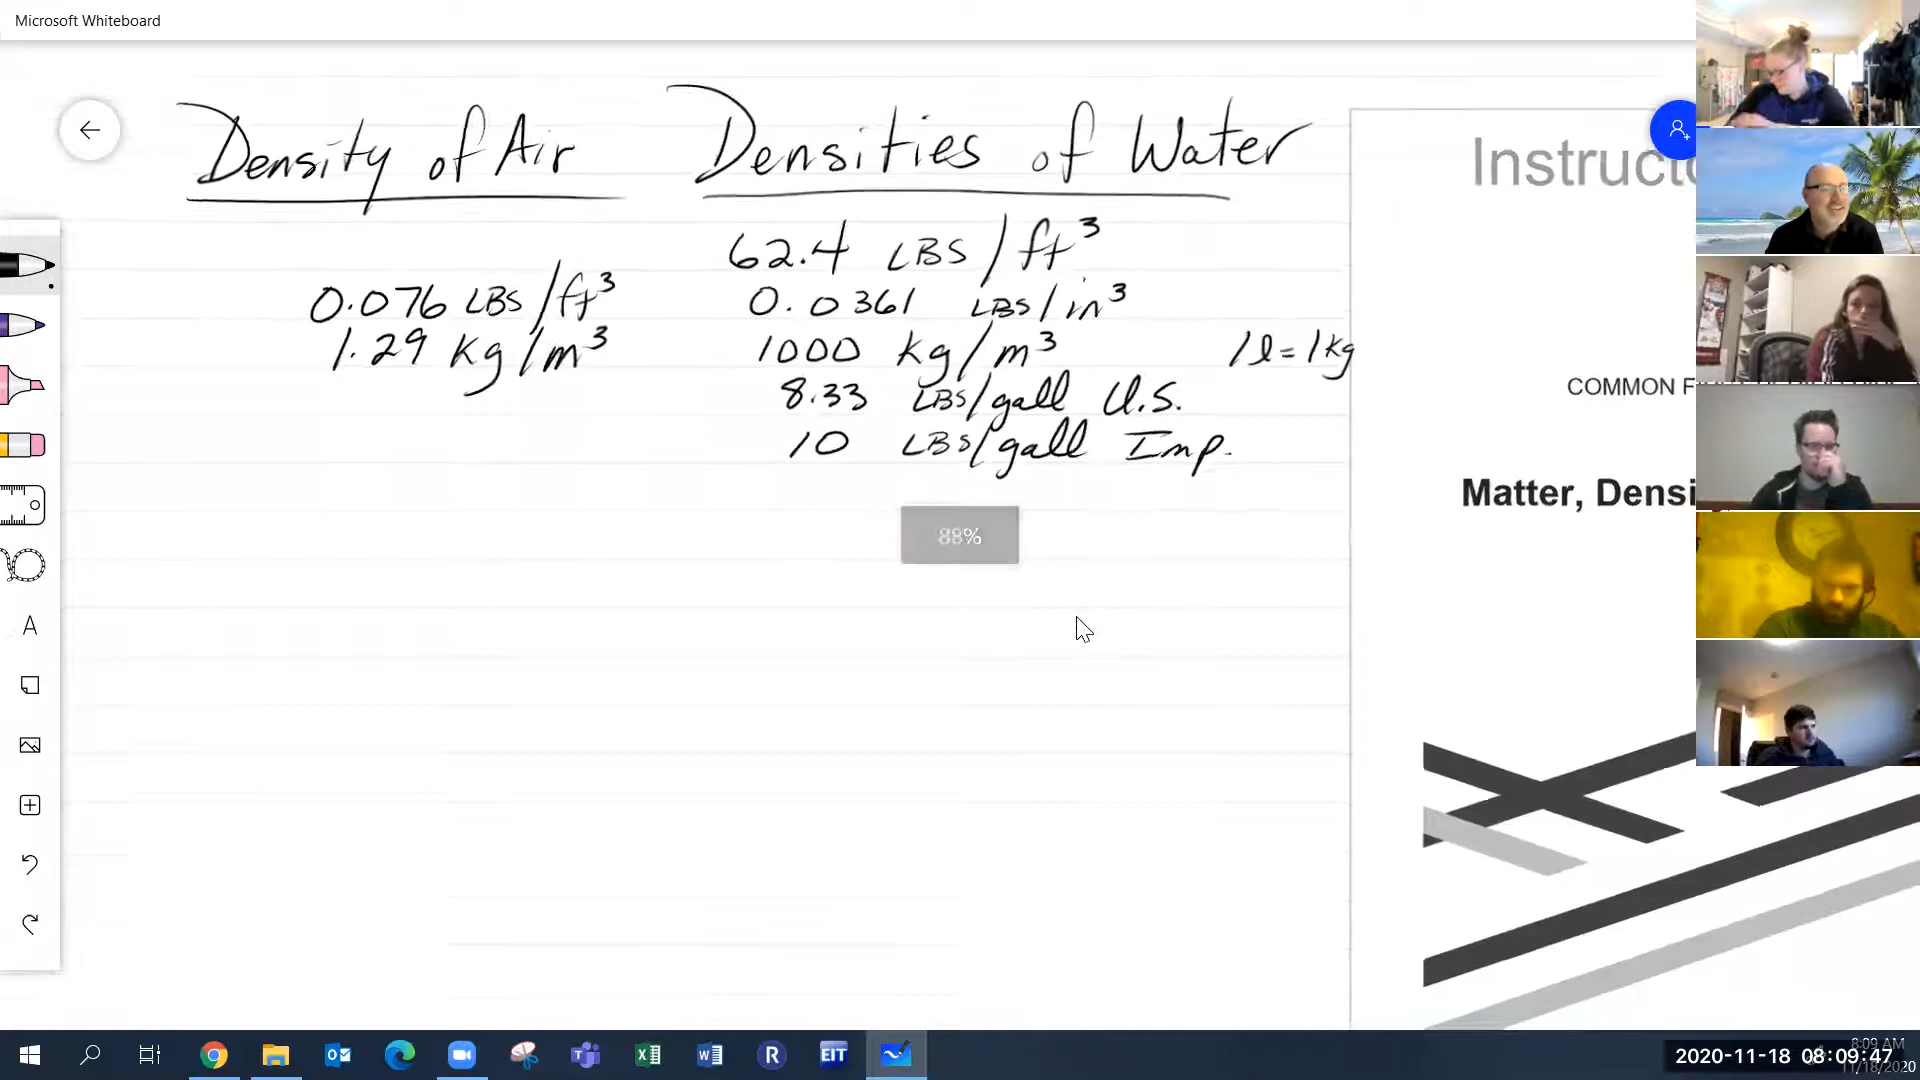 Microsoft Whiteboard
Density of Air
0.076 LBS/ft³
1.29 kg/m³
Densities of Water
62.4 LBS/ft³
0.0361 LBS/in³
1000 kg/m³
1l = 1kg
8.33 LBS/gall U.S.
10 LBS/gall Imp.
88%
COMMON
Matter,
A
R
EIT
8:09 AM
2020-11-18 08:09:47
11/18/2020